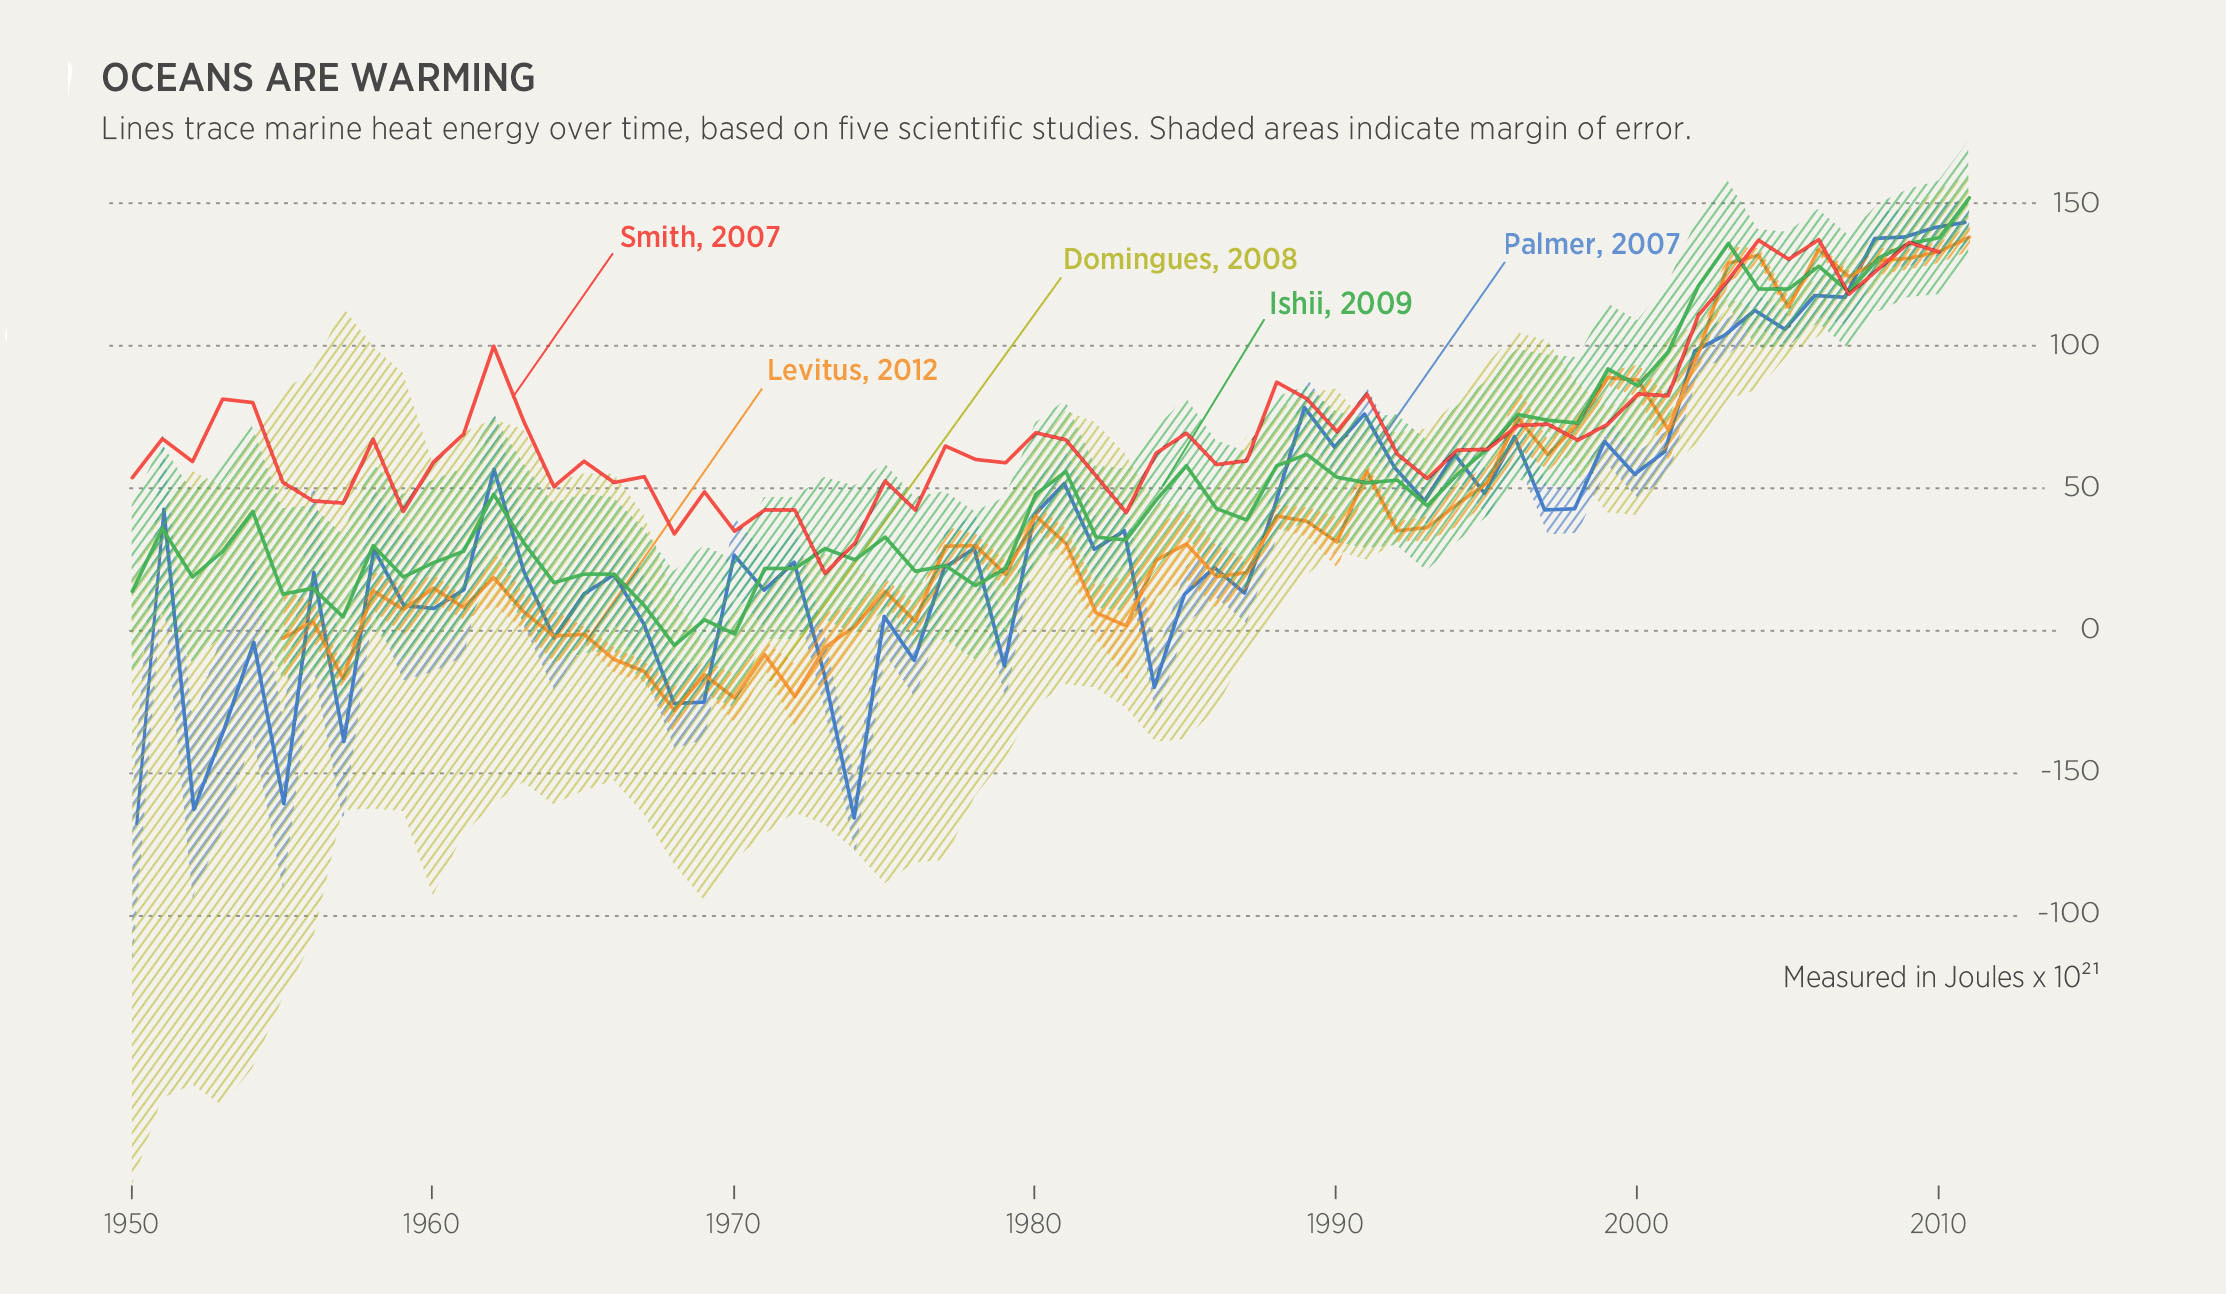 OCEANS ARE WARMING
Lines trace marine heat energy over time, based on five scientific studies. Shaded areas indicate margin of error.
150
Smith, 2007
Domingues, 2008
Palmer, 2007
Ishii, 2009
100
Levitus, 2012
50
0
-150
-100
Measured in Joules x 10²¹
1950 1960 1970 1980 1990 2000 2010